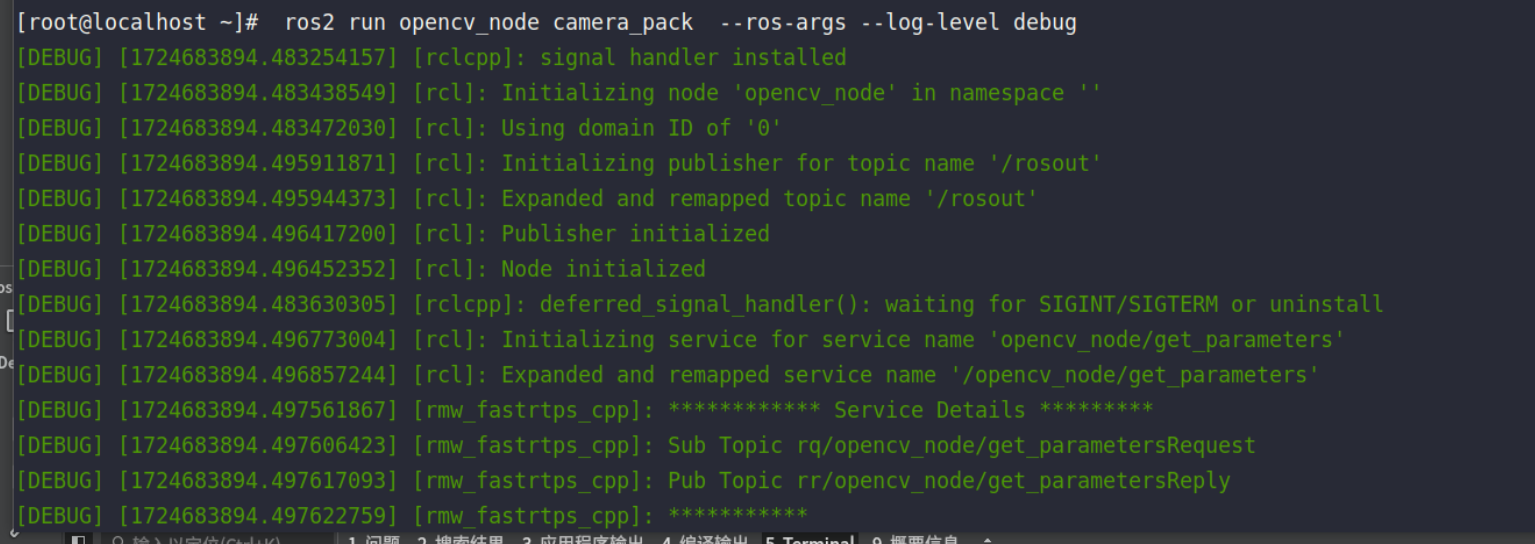 [root@localhost ~]#  ros2 run opencv_node camera_pack  --ros-args --log-level debug
[DEBUG] [1724683894.483254157] [rclcpp]: signal handler installed
[DEBUG] [1724683894.483438549] [rcl]: Initializing node 'opencv_node' in namespace ''
[DEBUG] [1724683894.483472030] [rcl]: Using domain ID of '0'
[DEBUG] [1724683894.495911871] [rcl]: Initializing publisher for topic name '/rosout'
[DEBUG] [1724683894.495944373] [rcl]: Expanded and remapped topic name '/rosout'
[DEBUG] [1724683894.496417200] [rcl]: Publisher initialized
[DEBUG] [1724683894.496452352] [rcl]: Node initialized
[DEBUG] [1724683894.483630305] [rclcpp]: deferred_signal_handler(): waiting for SIGINT/SIGTERM or uninstall
[DEBUG] [1724683894.496773004] [rcl]: Initializing service for service name 'opencv_node/get_parameters'
[DEBUG] [1724683894.496857244] [rcl]: Expanded and remapped service name '/opencv_node/get_parameters'
[DEBUG] [1724683894.497561867] [rmw_fastrtps_cpp]: ************ Service Details *********
[DEBUG] [1724683894.497606423] [rmw_fastrtps_cpp]: Sub Topic rq/opencv_node/get_parametersRequest
[DEBUG] [1724683894.497617093] [rmw_fastrtps_cpp]: Pub Topic rr/opencv_node/get_parametersReply
[DEBUG] [1724683894.497622759] [rmw_fastrtps_cpp]: ***********
输入以定位(Ctrl+K) 1 问题 2 搜索结果 3 应用程序输出 4 编译输出 5 Terminal 9 概要信息